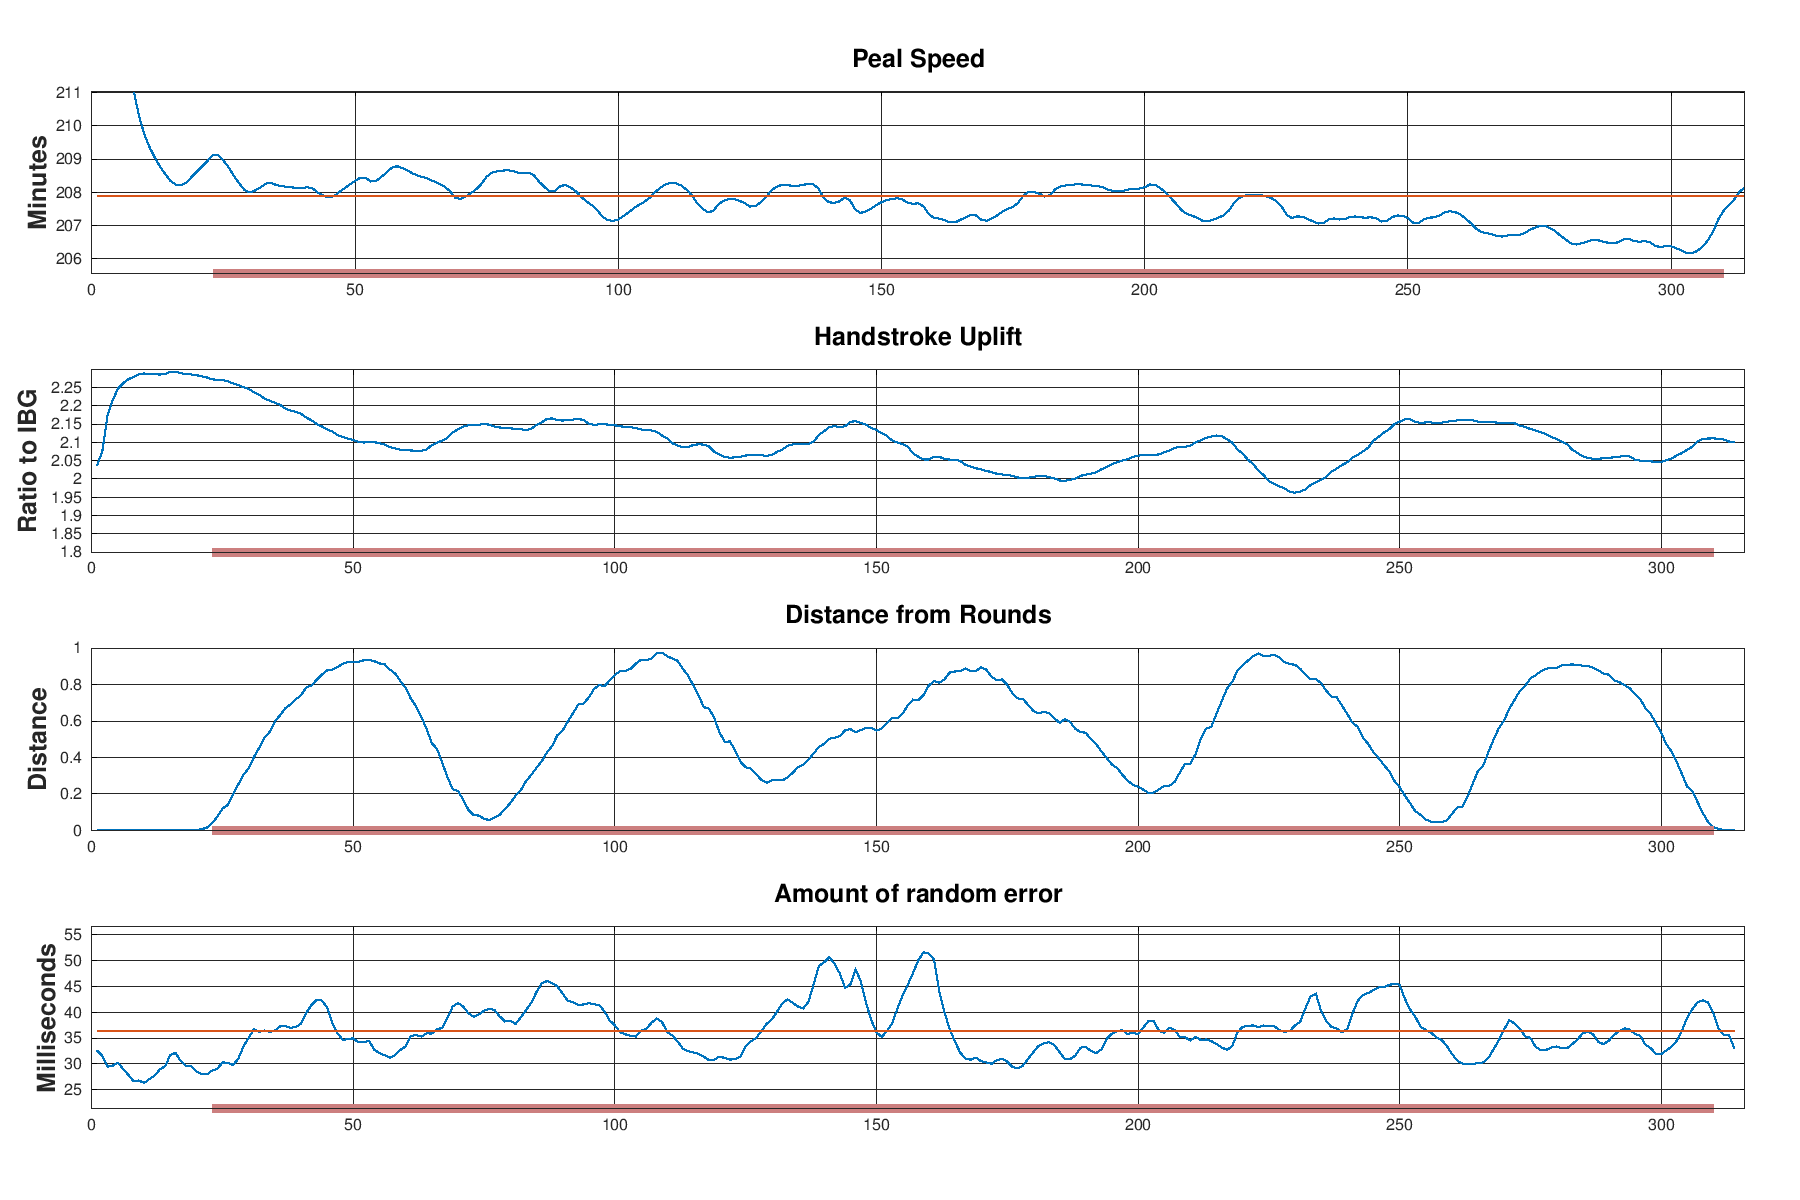 Peal Speed
Minutes
211
210
209
208
207
206
0 50 100 150 200 250 300
Handstroke Uplift
Ratio to IBG
2.25
2.2
2.15
2.1
2.05
2
1.95
1.9
1.85
1.8
0 50 100 150 200 250 300
Distance from Rounds
Distance
1
0.8
0.6
0.4
0.2
0
0 50 100 150 200 250 300
Amount of random error
Milliseconds
55
50
45
40
35
30
25
0 50 100 150 200 250 300